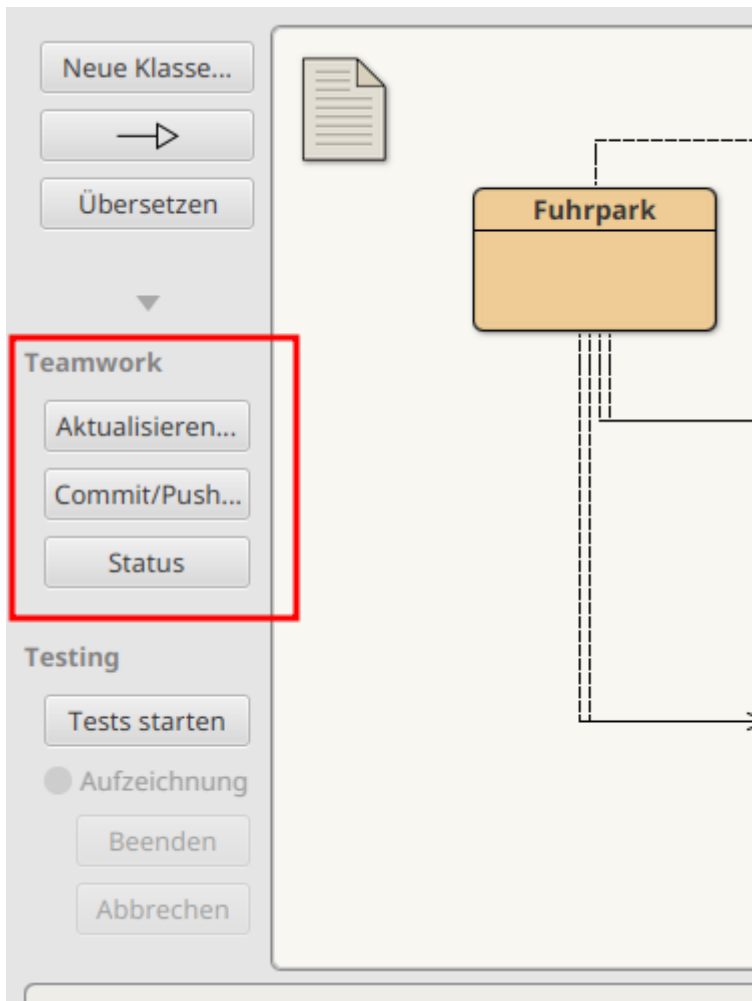 Neue Klasse...
Übersetzen
Fuhrpark
Teamwork
Aktualisieren...
Commit/Push...
Status
Testing
Tests starten
Aufzeichnung
Beenden
Abbrechen